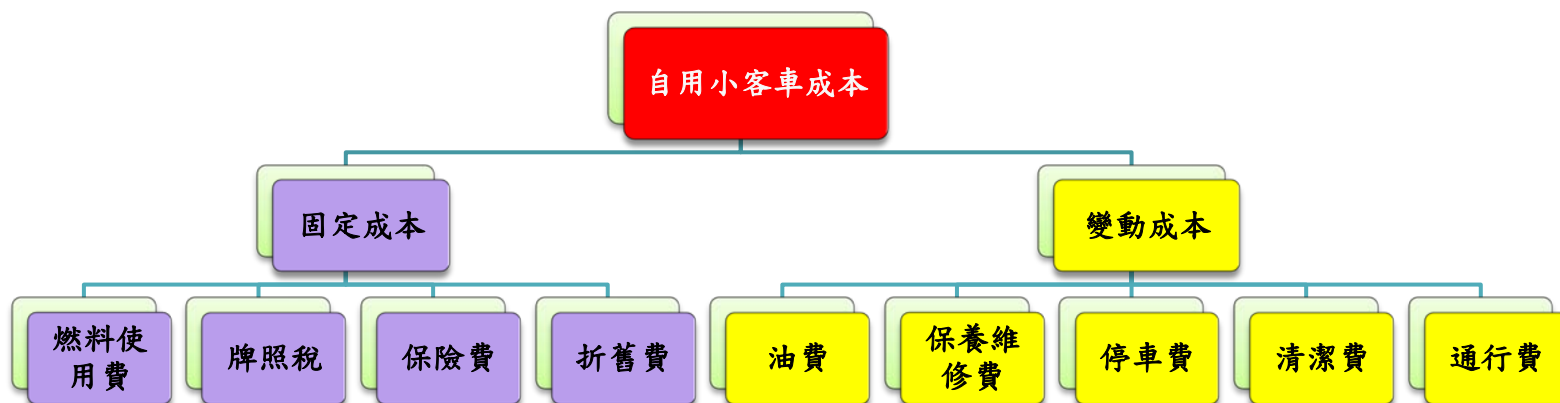 自用小客車成本
固定成本
變動成本
燃料使
用費
牌照稅
保險費
折舊費
油費
保養維
修費
停車費
清潔費
通行費